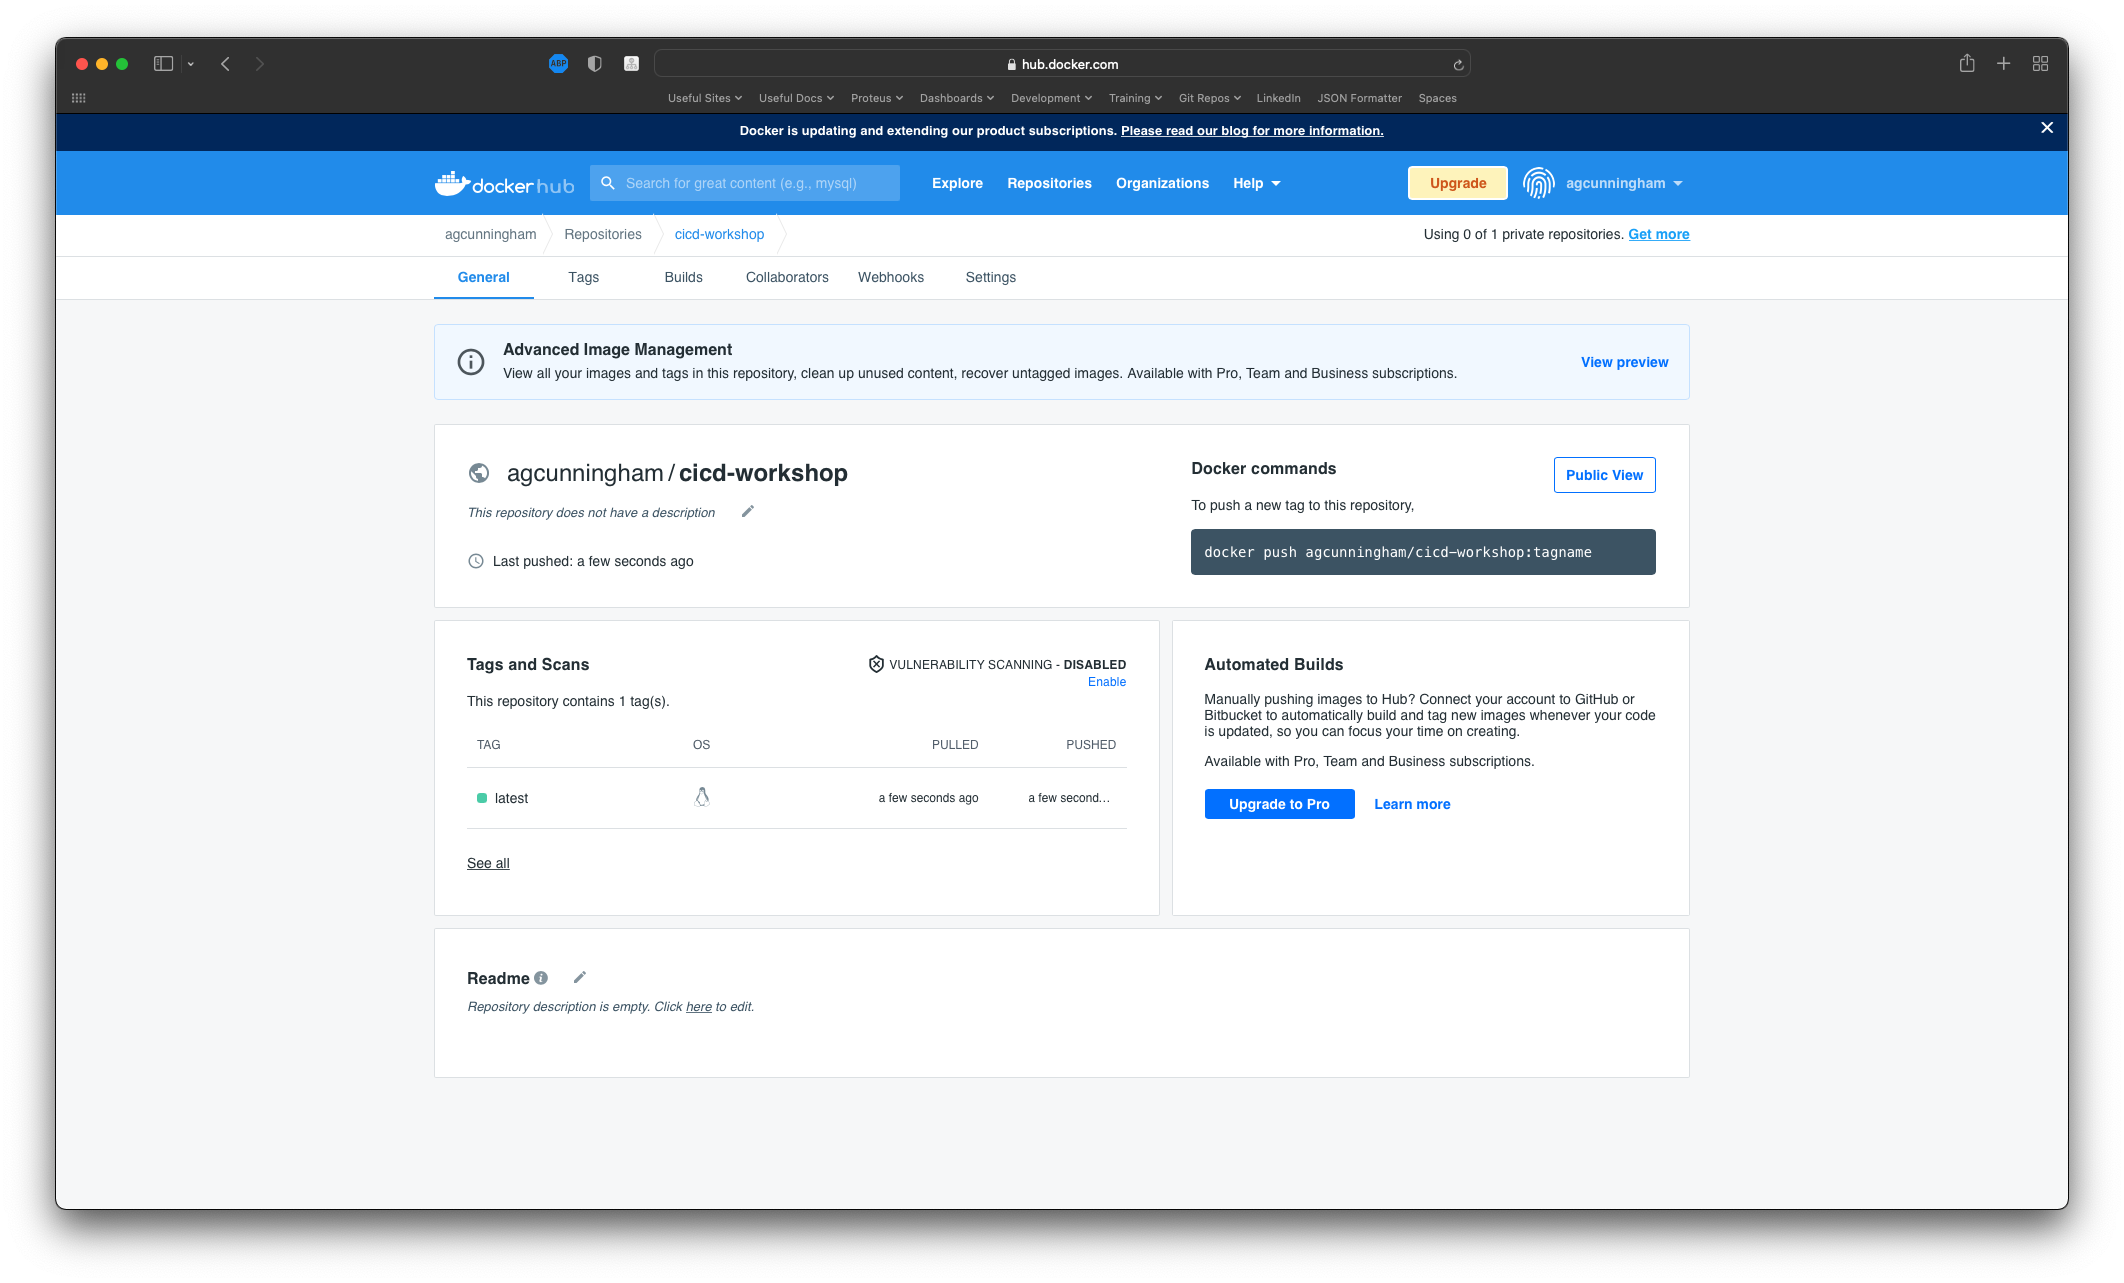 ABP
hub.docker.com
Useful Sites
Useful Docs
Proteus
Dashboards
Development
Training
Git Repos
LinkedIn
JSON Formatter
Spaces
Docker is updating and extending our product subscriptions. Please read our blog for more information.
dockerhub
Search for great content (e.g., mysql)
Explore
Repositories
Organizations
Help
Upgrade
agcunningham
agcunningham
Repositories
cicd-workshop
Using 0 of 1 private repositories. Get more
General
Tags
Builds
Collaborators
Webhooks
Settings
Advanced Image Management
View all your images and tags in this repository, clean up unused content, recover untagged images. Available with Pro, Team and Business subscriptions.
View preview
agcunningham / cicd-workshop
This repository does not have a description
Last pushed: a few seconds ago
Docker commands
Public View
To push a new tag to this repository,
docker push agcunningham/cicd-workshop:tagname
Tags and Scans
VULNERABILITY SCANNING - DISABLED
Enable
This repository contains 1 tag(s).
TAG
OS
PULLED
PUSHED
latest
a few seconds ago
a few second...
See all
Automated Builds
Manually pushing images to Hub? Connect your account to GitHub or
Bitbucket to automatically build and tag new images whenever your code
is updated, so you can focus your time on creating.
Available with Pro, Team and Business subscriptions.
Upgrade to Pro
Learn more
Readme
Repository description is empty. Click here to edit.